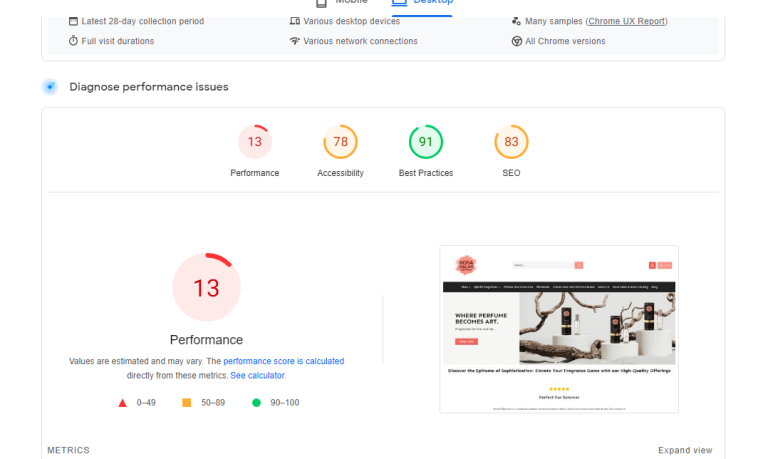 Mobile
Desktop
Latest 28-day collection period
Various desktop devices
Many samples (Chrome UX Report)
Full visit durations
Various network connections
All Chrome versions
Diagnose performance issues
13
78
91
83
Performance
Accessibility
Best Practices
SEO
13
Performance
Values are estimated and may vary. The performance score is calculated
directly from these metrics. See calculator.
0–49
50–89
90–100
WHERE PERFUME
BECOMES ART.
Discover the Epitome of Sophistication: Elevate Your Fragrance Game with our High-Quality Offerings
Perfect For Summer
METRICS
Expand view